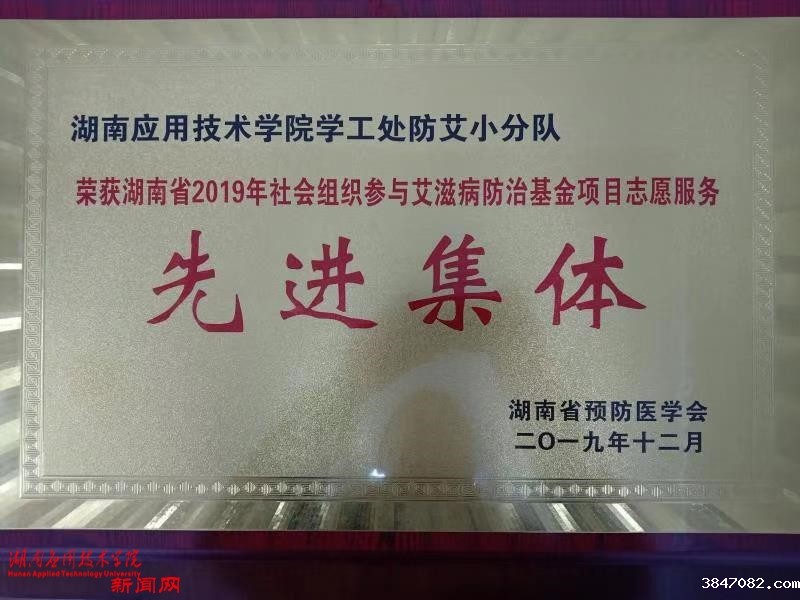 湖南应用技术学院学工处防艾小分队
荣获湖南省2019年社会组织参与艾滋病防治基金项目志愿服务
先进集体
湖南省预防医学会
二〇一九年十二月
湖南应用技术学院
Hunan Applied Technology University
新闻网
3847082.com